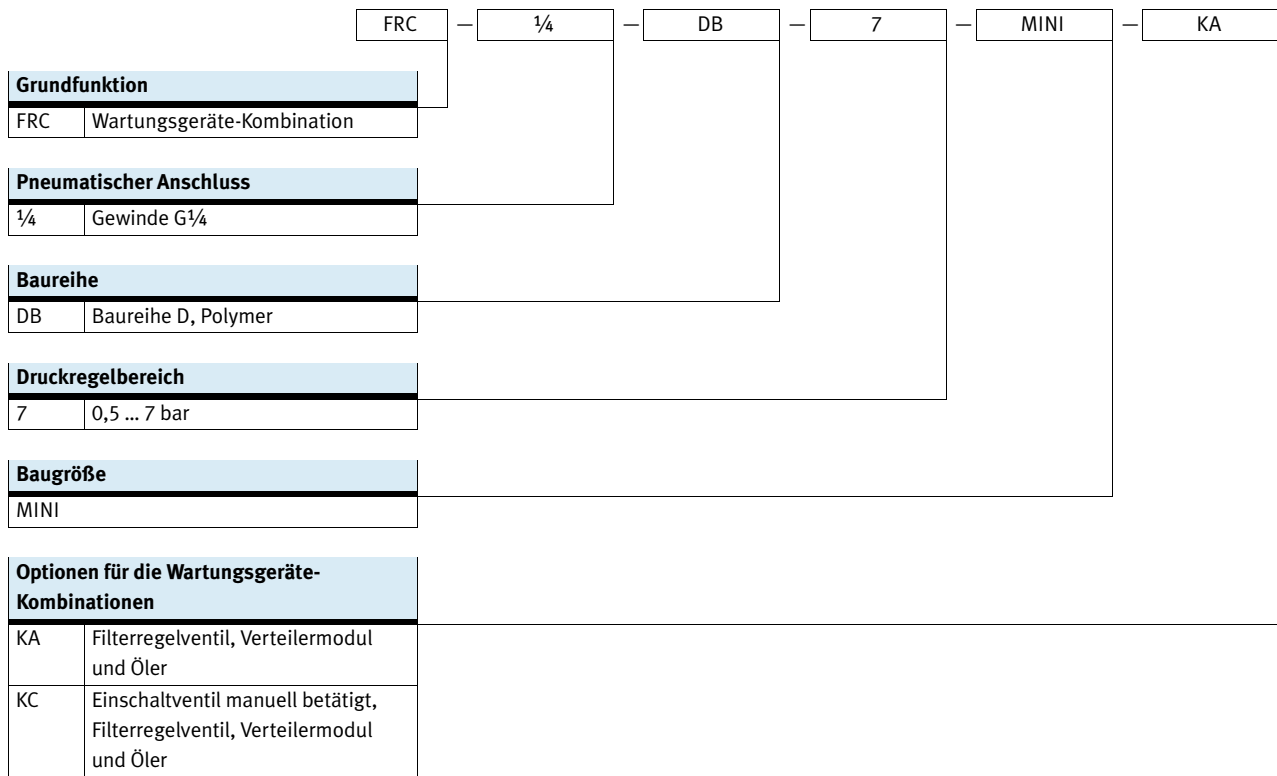 FRC – ¼ – DB – 7 – MINI – KA
Grundfunktion
FRC Wartungsgeräte-Kombination
Pneumatischer Anschluss
¼ Gewinde G¼
Baureihe
DB Baureihe D, Polymer
Druckregelbereich
7 0,5 ... 7 bar
Baugröße
MINI
Optionen für die Wartungsgeräte-
Kombinationen
KA Filterregelventil, Verteilermodul
und Öler
KC Einschaltventil manuell betätigt,
Filterregelventil, Verteilermodul
und Öler